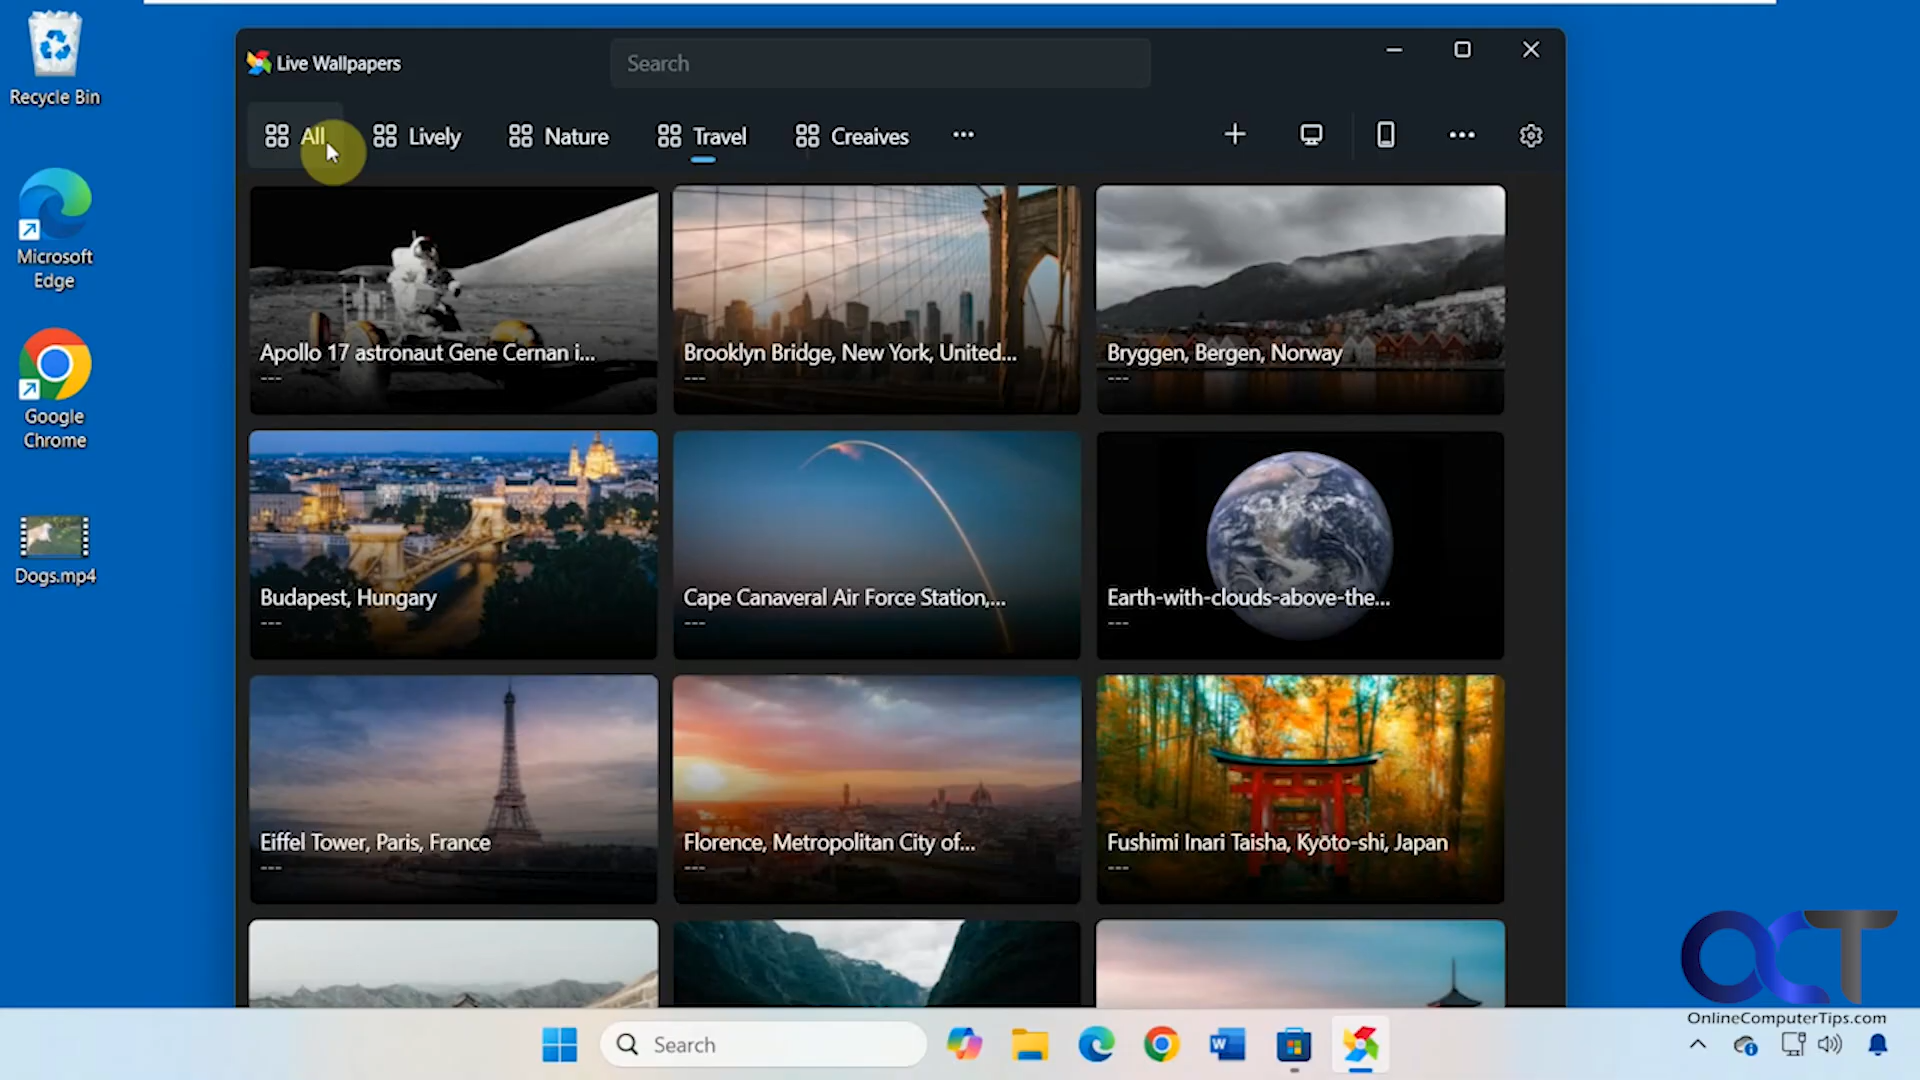 Recycle Bin
Microsoft
Edge
Google
Chrome
Dogs.mp4
Live Wallpapers
Search
All
Lively
Nature
Travel
Creaives
Apollo 17 astronaut Gene Cernan i...
---
Brooklyn Bridge, New York, United...
---
Bryggen, Bergen, Norway
---
Budapest, Hungary
---
Cape Canaveral Air Force Station,...
---
Earth-with-clouds-above-the...
---
Eiffel Tower, Paris, France
---
Florence, Metropolitan City of...
---
Fushimi Inari Taisha, Kyōto-shi, Japan
---
OCT
OnlineComputerTips.com
Search